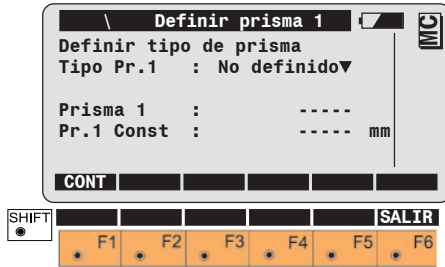 \ Definir prisma 1
MC
Definir tipo de prisma
Tipo Pr.1 : No definido▼
Prisma 1 : -----
Pr.1 Const : ----- mm
CONT
SHIFT SALIR
F1 F2 F3 F4 F5 F6